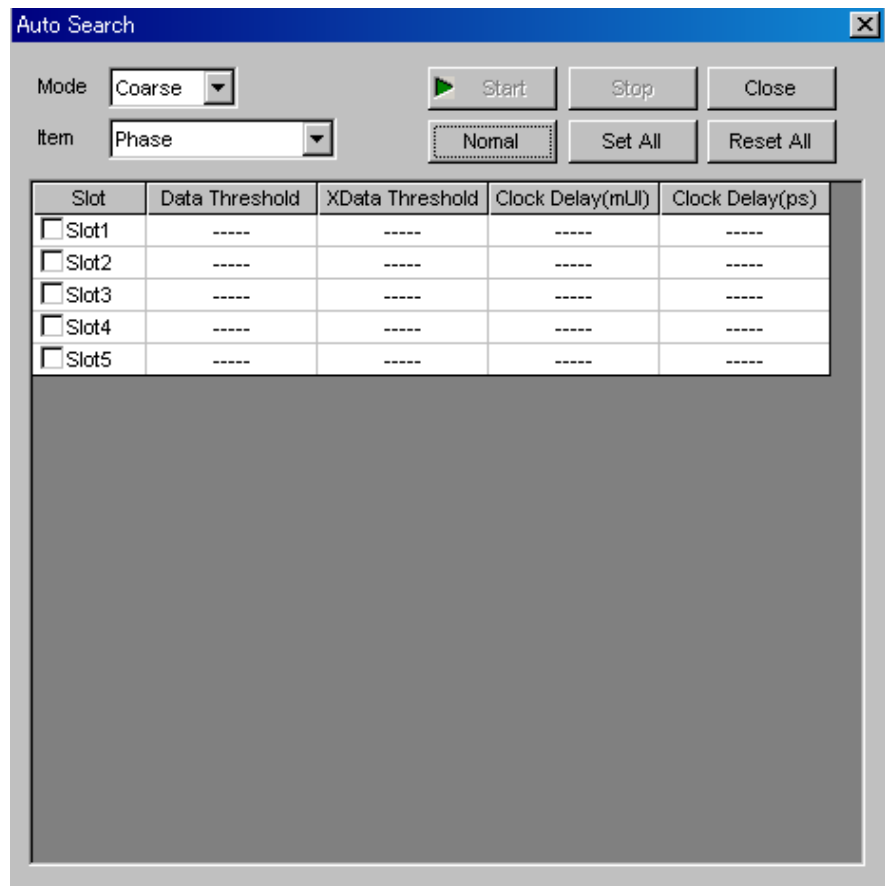 Auto Search
Mode Coarse Start Stop Close
Item Phase Nomal Set All Reset All
Slot Data Threshold XData Threshold Clock Delay(mUI) Clock Delay(ps)
Slot1 ----- ----- ----- -----
Slot2 ----- ----- ----- -----
Slot3 ----- ----- ----- -----
Slot4 ----- ----- ----- -----
Slot5 ----- ----- ----- -----